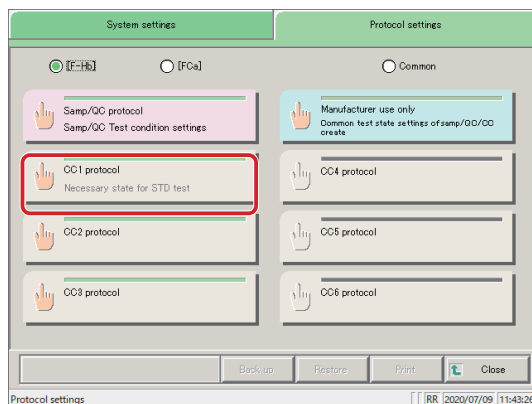 System settings
Protocol settings
[F-Hb]
[FCa]
Common
Samp/QC protocol
Samp/QC Test condition settings
Manufacturer use only
Common test state settings of samp/QC/CC
create
CC1 protocol
Necessary state for STD test
CC4 protocol
CC2 protocol
CC5 protocol
CC3 protocol
CC6 protocol
Back up
Restore
Print
Close
Protocol settings
RR
2020/07/09
11:43:26